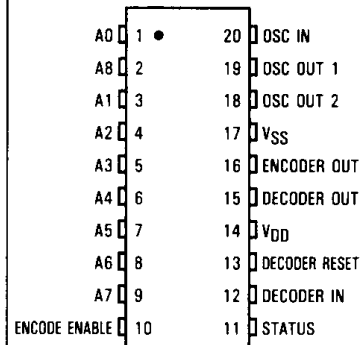 A0 1 20 OSC IN
A8 2 19 OSC OUT 1
A1 3 18 OSC OUT 2
A2 4 17 VSS
A3 5 16 ENCODER OUT
A4 6 15 DECODER OUT
A5 7 14 VDD
A6 8 13 DECODER RESET
A7 9 12 DECODER IN
ENCODE ENABLE 10 11 STATUS